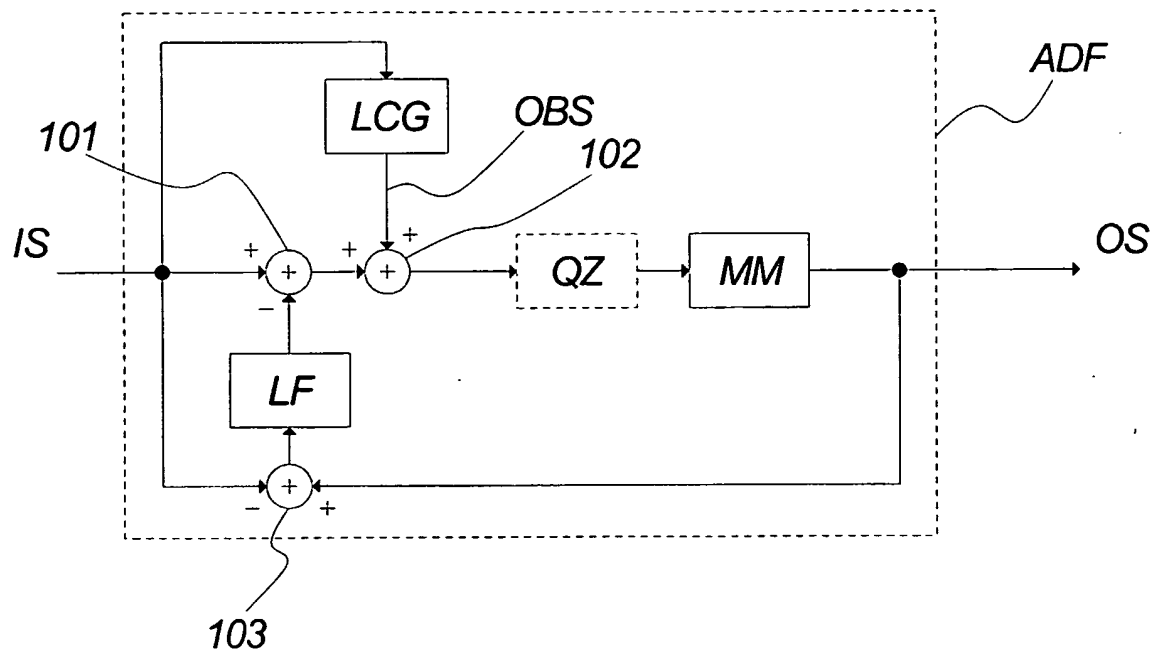 ADF
LCG
OBS
101
102
IS
+
+
+
+
+
QZ
MM
OS
−
LF
+
−
+
103